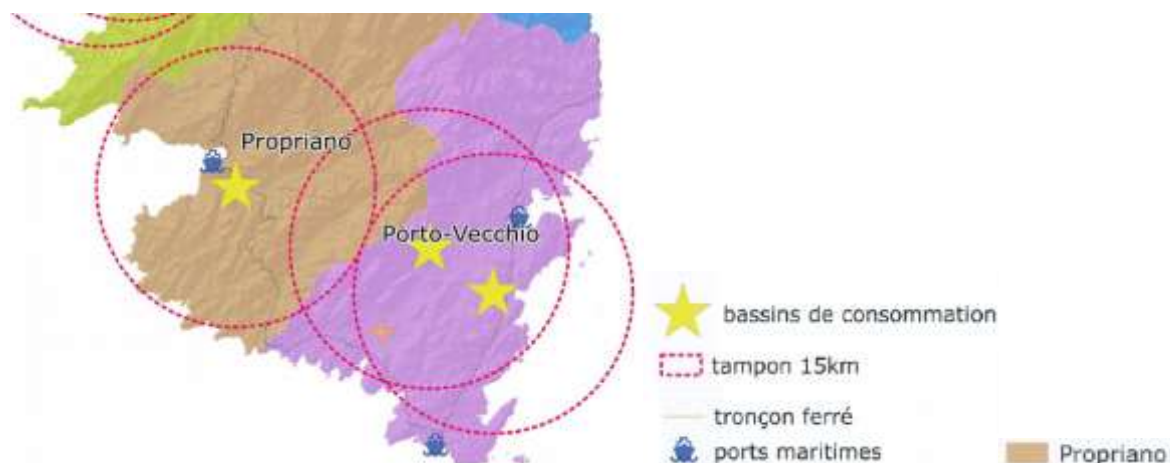 Propriano
Porto-Vecchio
bassins de consommation
tampon 15km
tronçon ferré
ports maritimes
Propriano